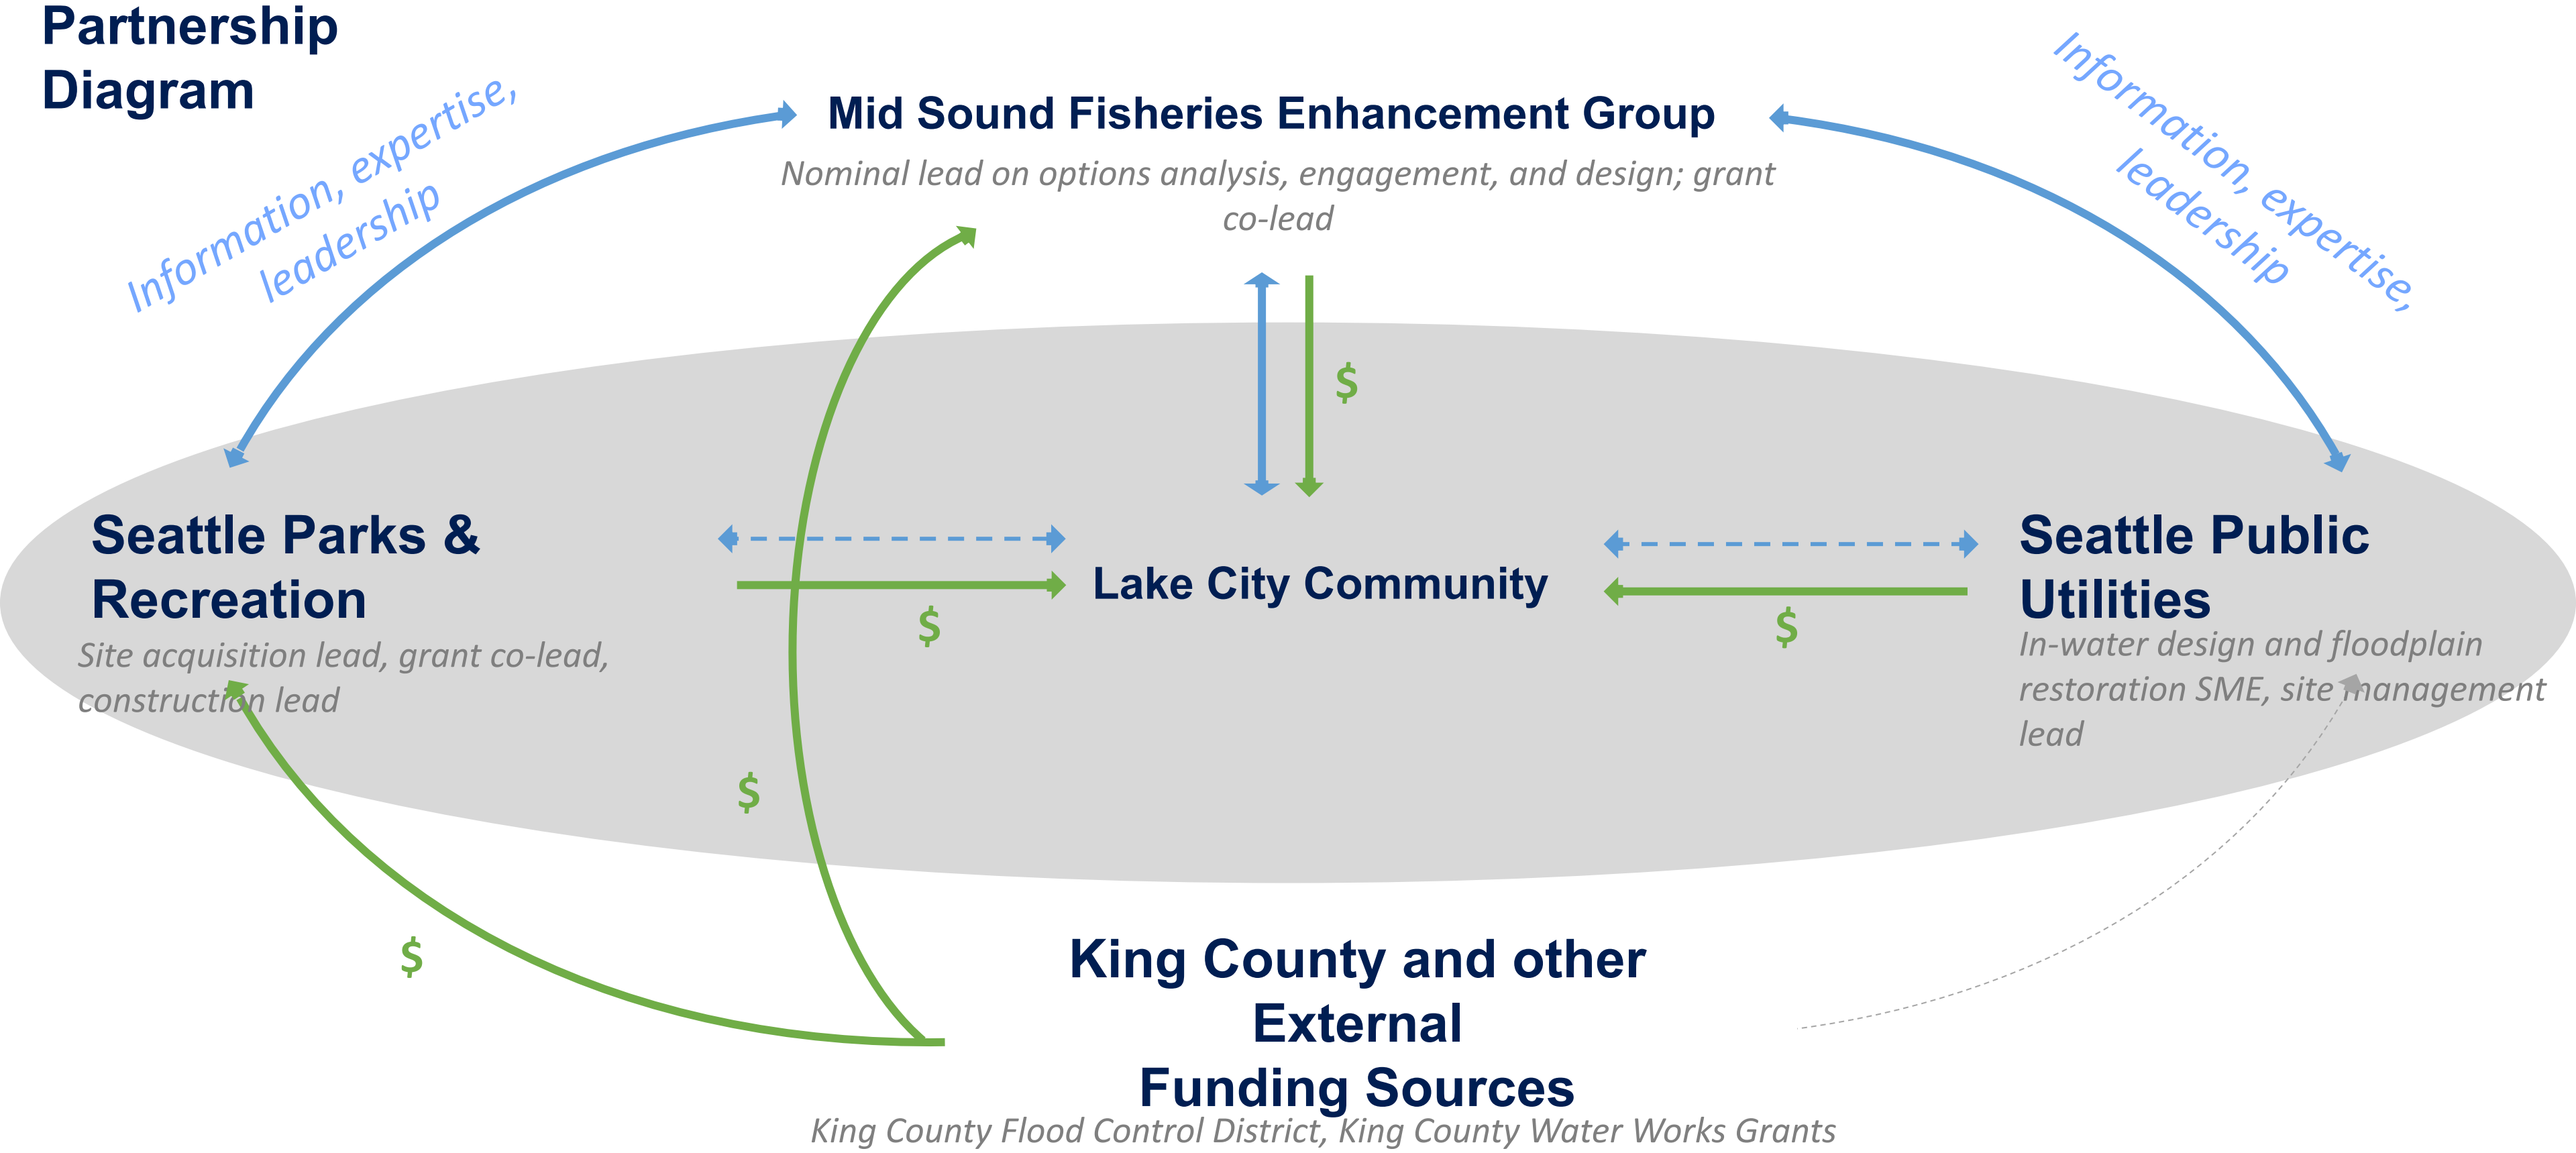 Partnership
Diagram
Information, expertise,
leadership
Mid Sound Fisheries Enhancement Group
Nominal lead on options analysis, engagement, and design; grant
co-lead
Information, expertise,
leadership
$
Seattle Parks &
Recreation
Site acquisition lead, grant co-lead,
construction lead
$
Lake City Community
$
Seattle Public
Utilities
In-water design and floodplain
restoration SME, site management
lead
$
$
King County and other
External
Funding Sources
King County Flood Control District, King County Water Works Grants